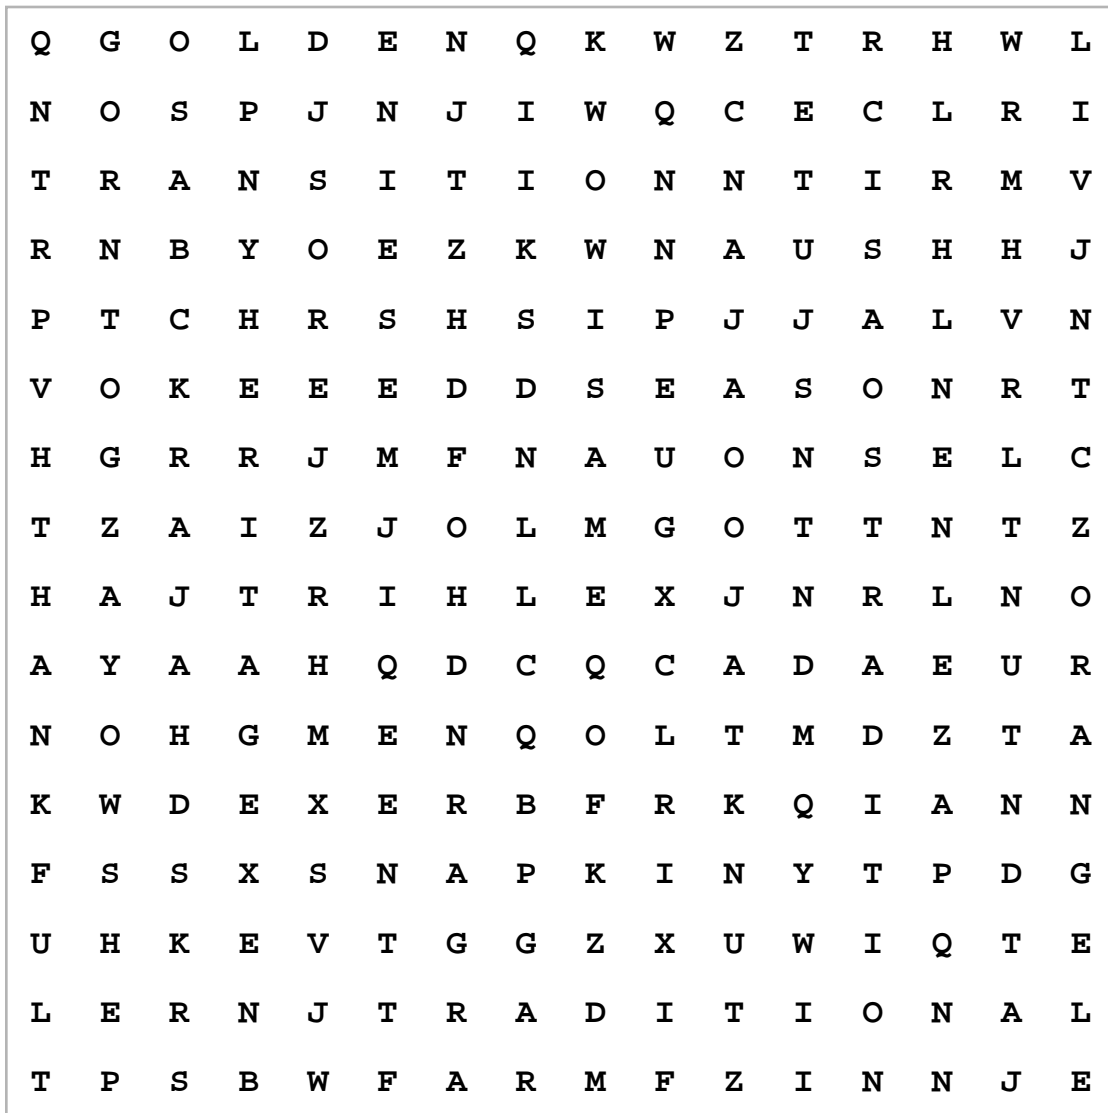 Q G O L D E N Q K W Z T R H W L
N O S P J N J I W Q C E C L R I
T R A N S I T I O N N T I R M V
R N B Y O E Z K W N A U S H H J
P T C H R S H S I P J J A L V N
V O K E E E D D S E A S O N R T
H G R R J M F N A U O N S E L C
T Z A I Z J O L M G O T T N T Z
H A J T R I H L E X J N R L N O
A Y A A H Q D C Q C A D A E U R
N O H G M E N Q O L T M D Z T A
K W D E X E R B F R K Q I A N N
F S S X S N A P K I N Y T P D G
U H K E V T G G Z X U W I Q T E
L E R N J T R A D I T I O N A L
T P S B W F A R M F Z I N N J E